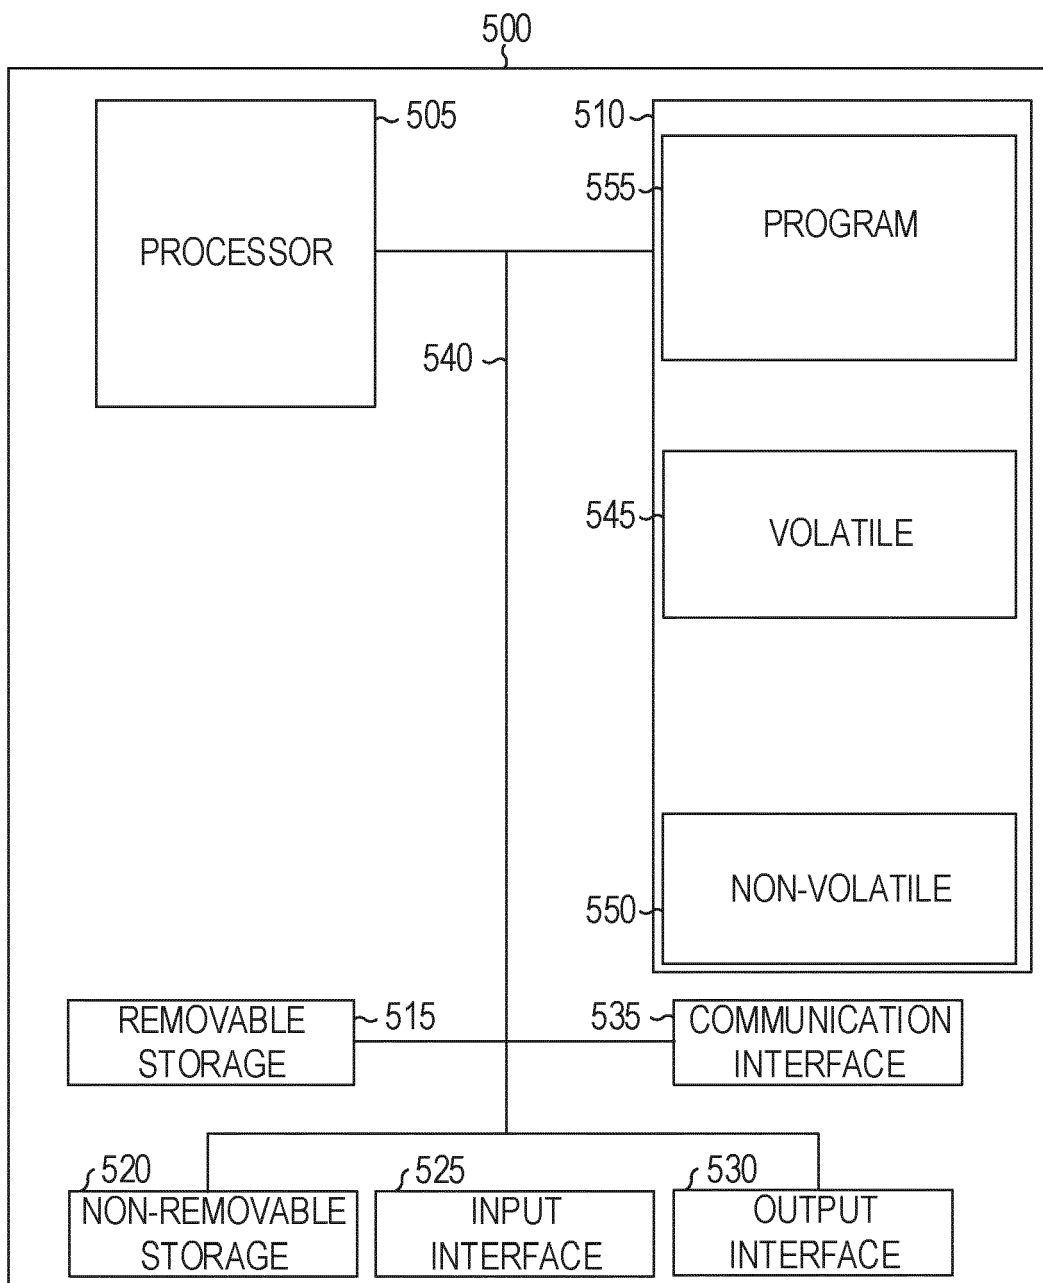 500
505
510
555
PROGRAM
PROCESSOR
540
545
VOLATILE
550
NON-VOLATILE
REMOVABLE
STORAGE
515
535
COMMUNICATION
INTERFACE
520
NON-REMOVABLE
STORAGE
525
INPUT
INTERFACE
530
OUTPUT
INTERFACE